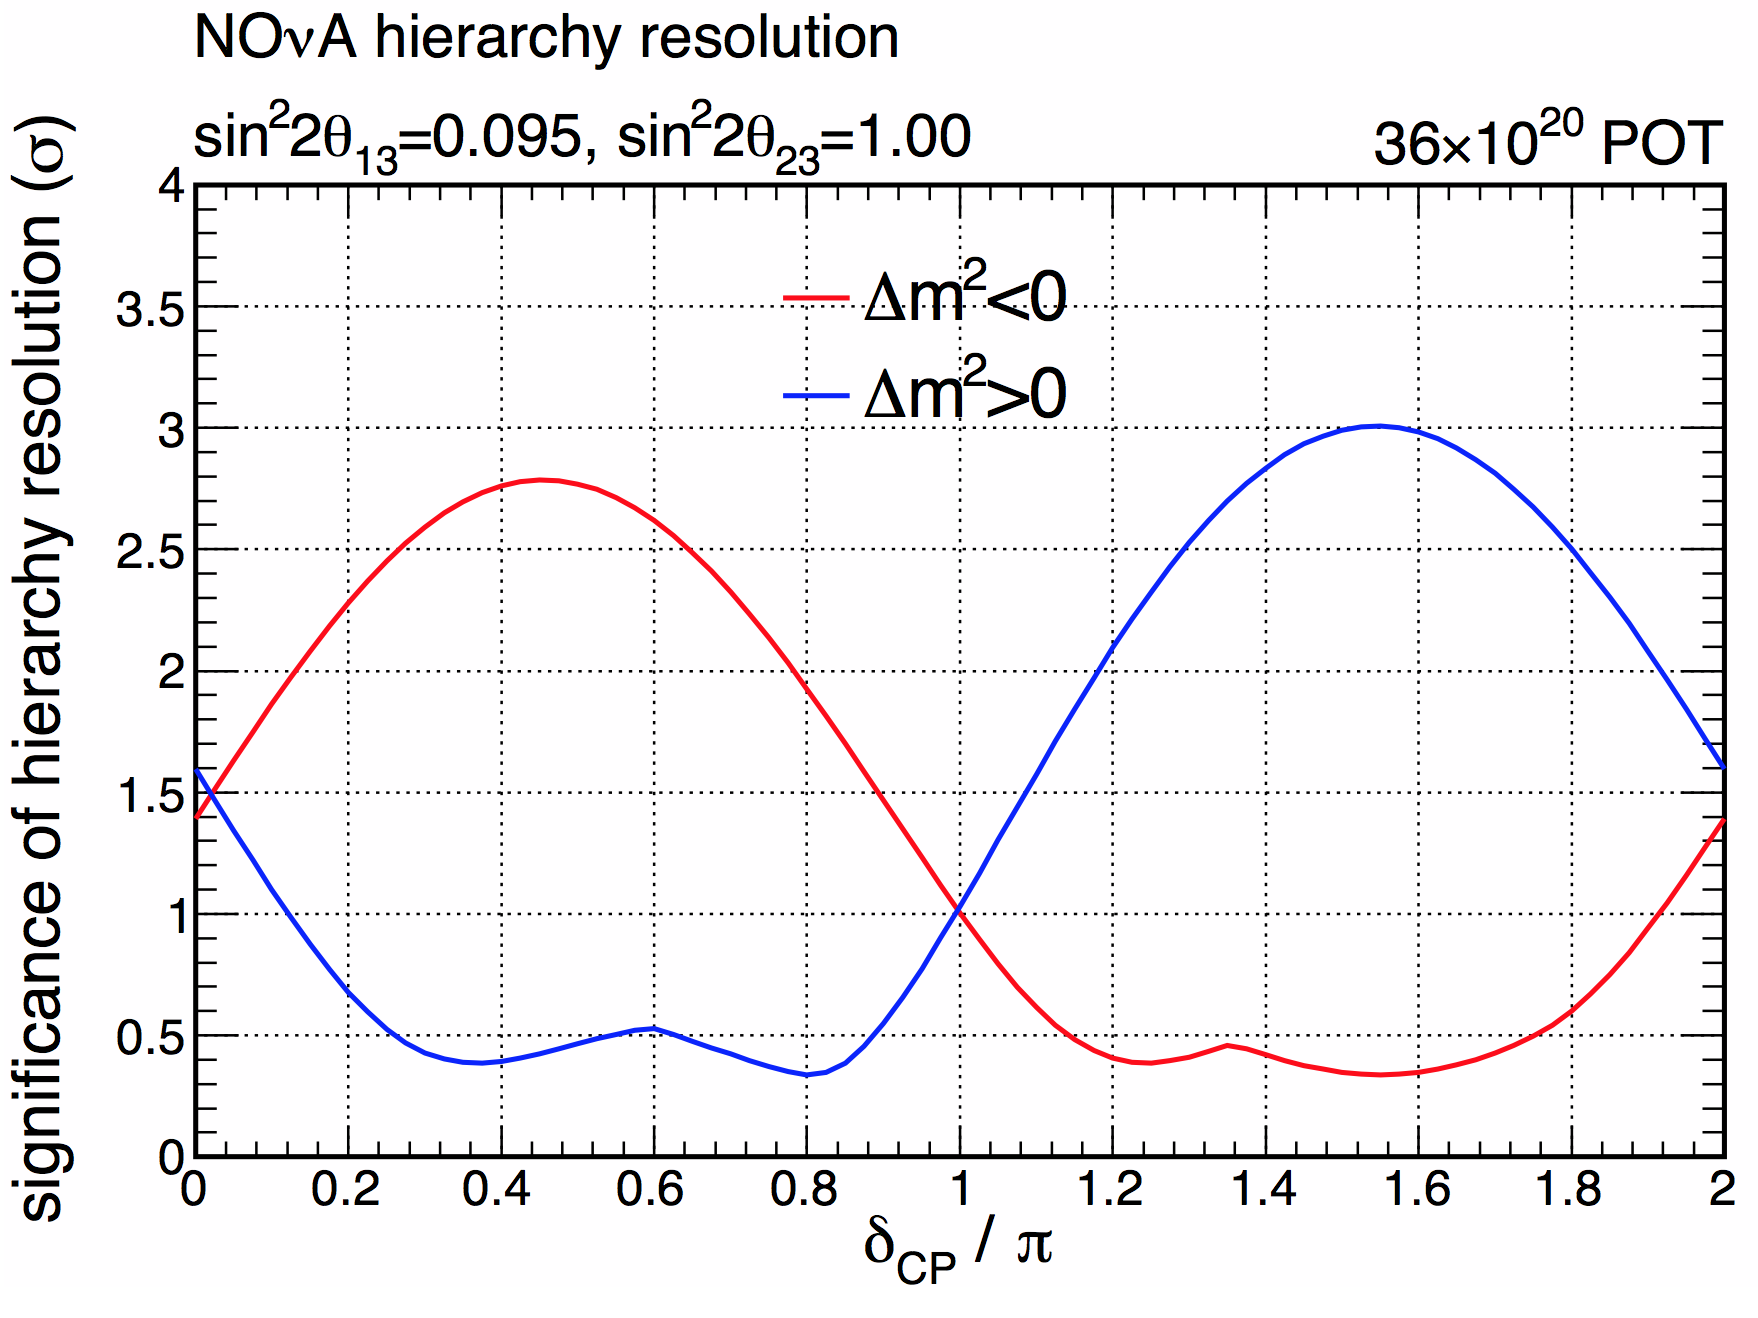 NOνA hierarchy resolution
sin²2θ₁₃=0.095, sin²2θ₂₃=1.00
36×10²⁰ POT
significance of hierarchy resolution (σ)
4
3.5
3
2.5
2
1.5
1
0.5
0
Δm²<0
Δm²>0
0 0.2 0.4 0.6 0.8 1 1.2 1.4 1.6 1.8 2
δ_CP / π